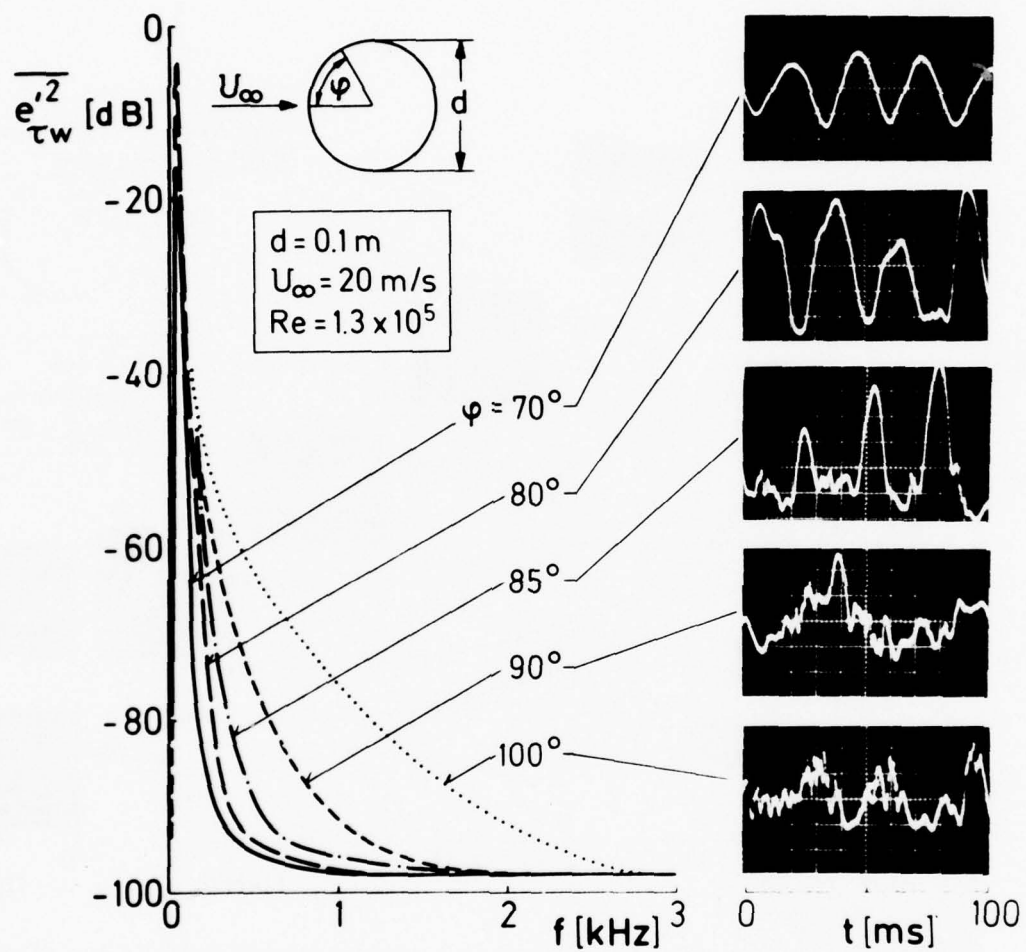 0
e'²τw [dB]
-20
-40
-60
-80
-100
U∞
φ
d
d = 0.1 m
U∞ = 20 m/s
Re = 1.3 x 10⁵
φ = 70°
80°
85°
90°
100°
0 1 2 3
f [kHz]
0 50 100
t [ms]